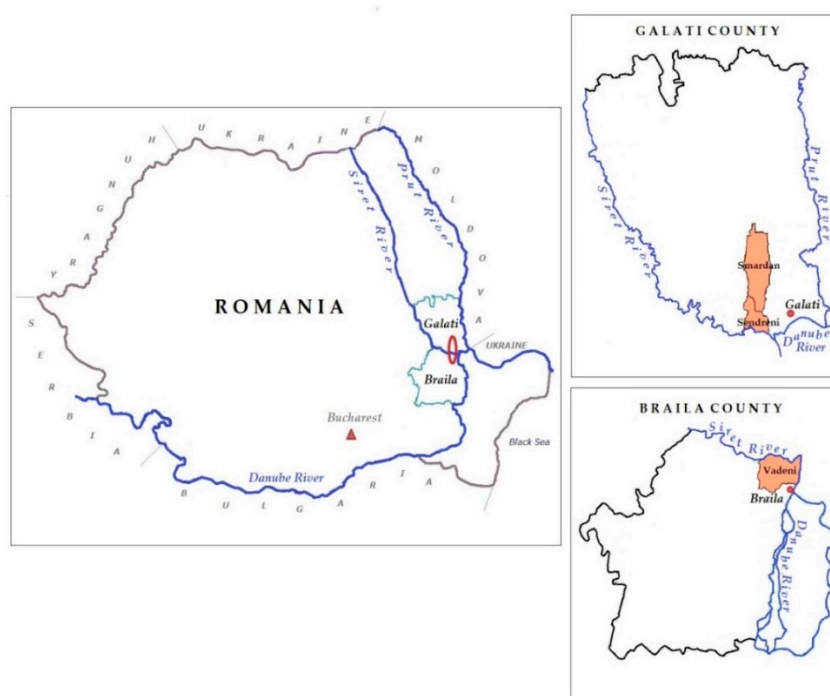 UKRAINE
HUNGARY
MOLDOVA
SERBIA
BULGARIA
Siret River
Prut River
ROMANIA
Galati
Braila
UKRAINE
Bucharest
Black Sea
Danube River
GALATI COUNTY
Siret River
Prut River
Smardan
Sendreni
Galati
Danube
River
BRAILA COUNTY
Siret River
Vadeni
Braila
Danube River